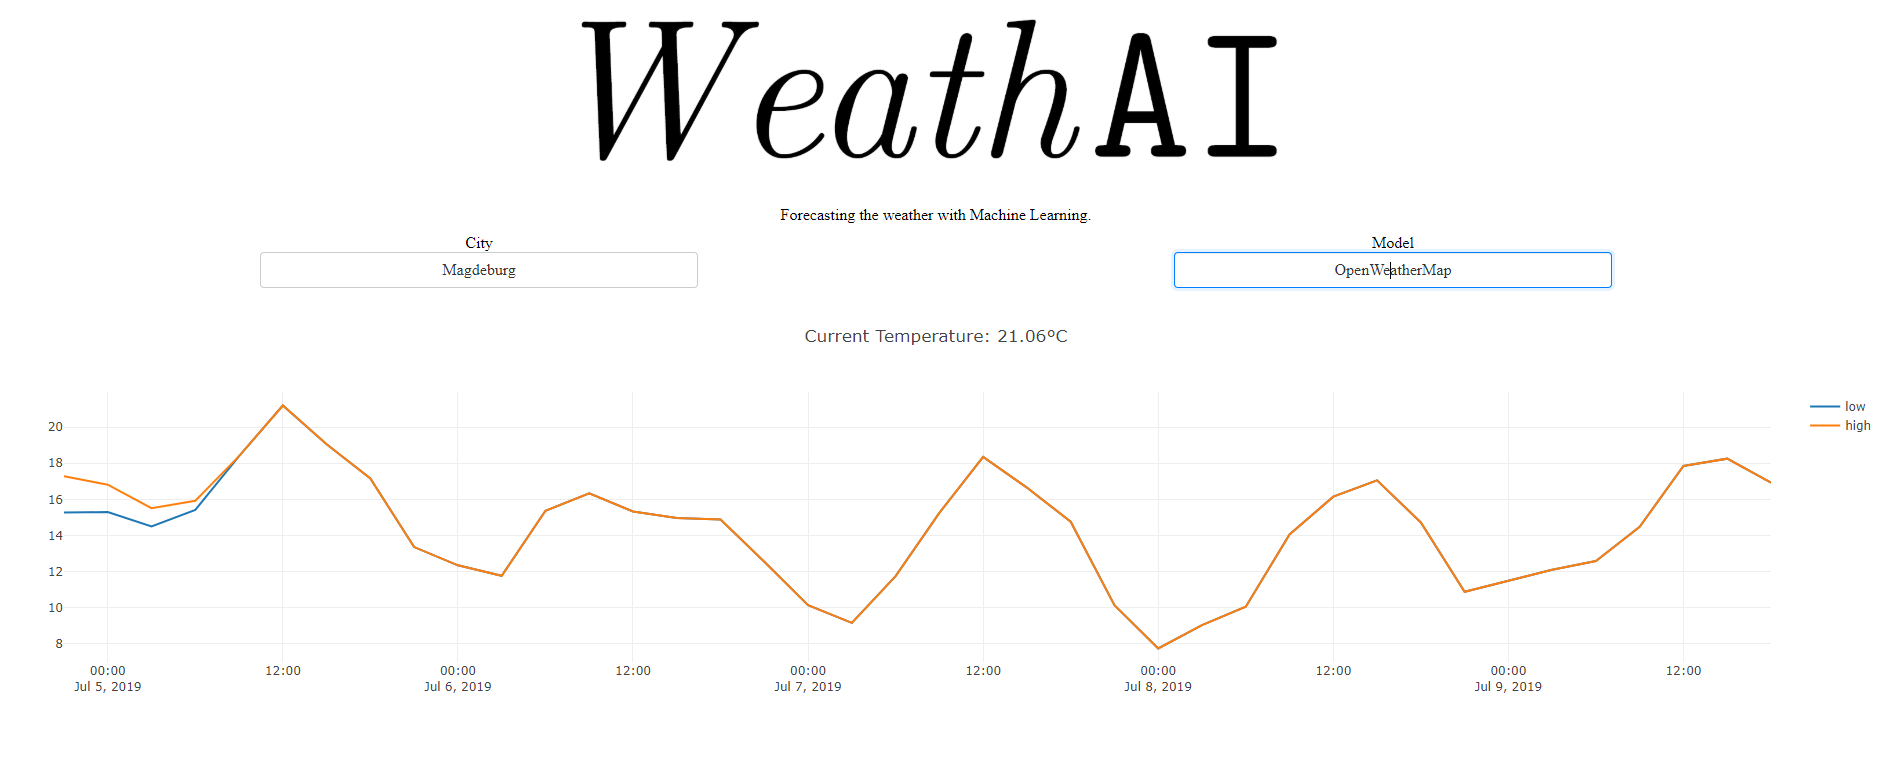 WeathAI
Forecasting the weather with Machine Learning.
City
Model
Magdeburg
OpenWeatherMap
Current Temperature: 21.06ºC
low
high
20
18
16
14
12
10
8
00:00 12:00 00:00 12:00 00:00 12:00 00:00 12:00 00:00 12:00
Jul 5, 2019 Jul 6, 2019 Jul 7, 2019 Jul 8, 2019 Jul 9, 2019